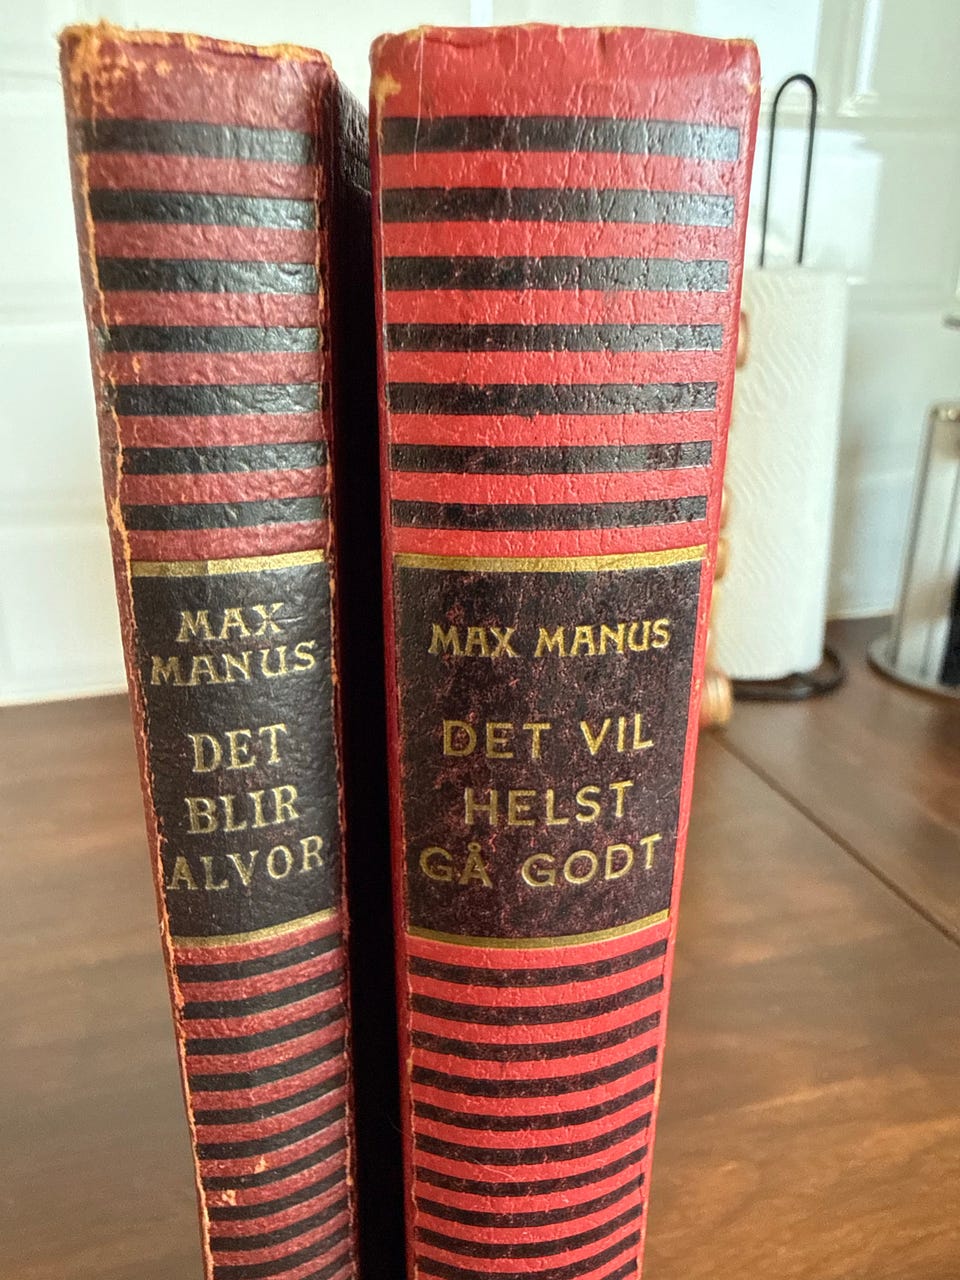 MAX
MANUS
DET
BLIR
ALVOR
MAX MANUS
DET VIL
HELST
GÅ GODT